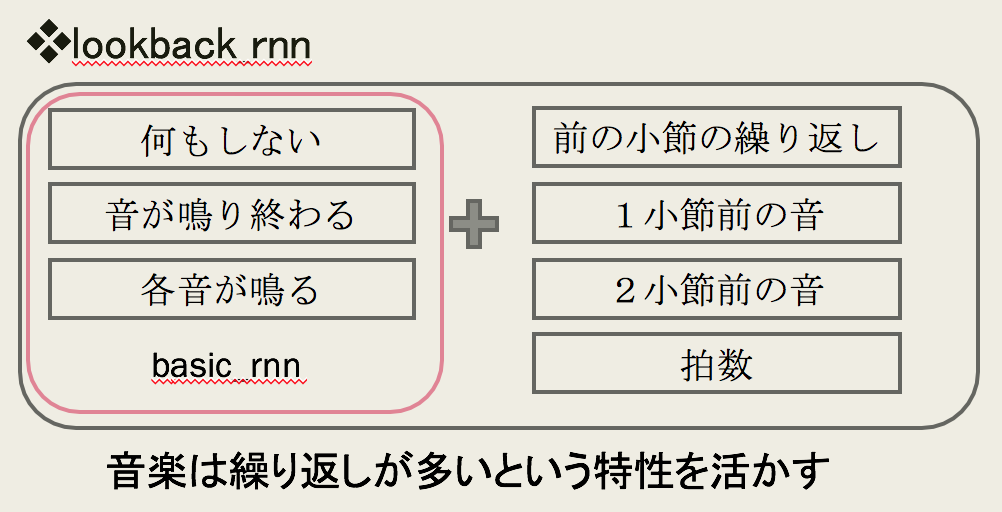 ❖lookback_rnn
何もしない
音が鳴り終わる
各音が鳴る
basic_rnn
前の小節の繰り返し
１小節前の音
２小節前の音
拍数
音楽は繰り返しが多いという特性を活かす